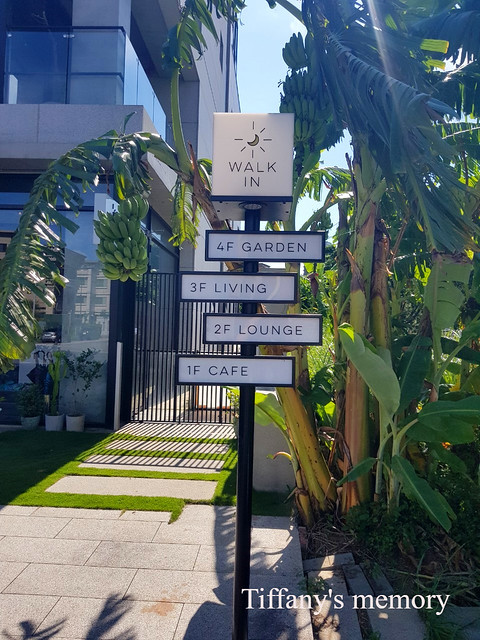 WALK
IN
4F GARDEN
3F LIVING
2F LOUNGE
1F CAFE
Tiffany's memory